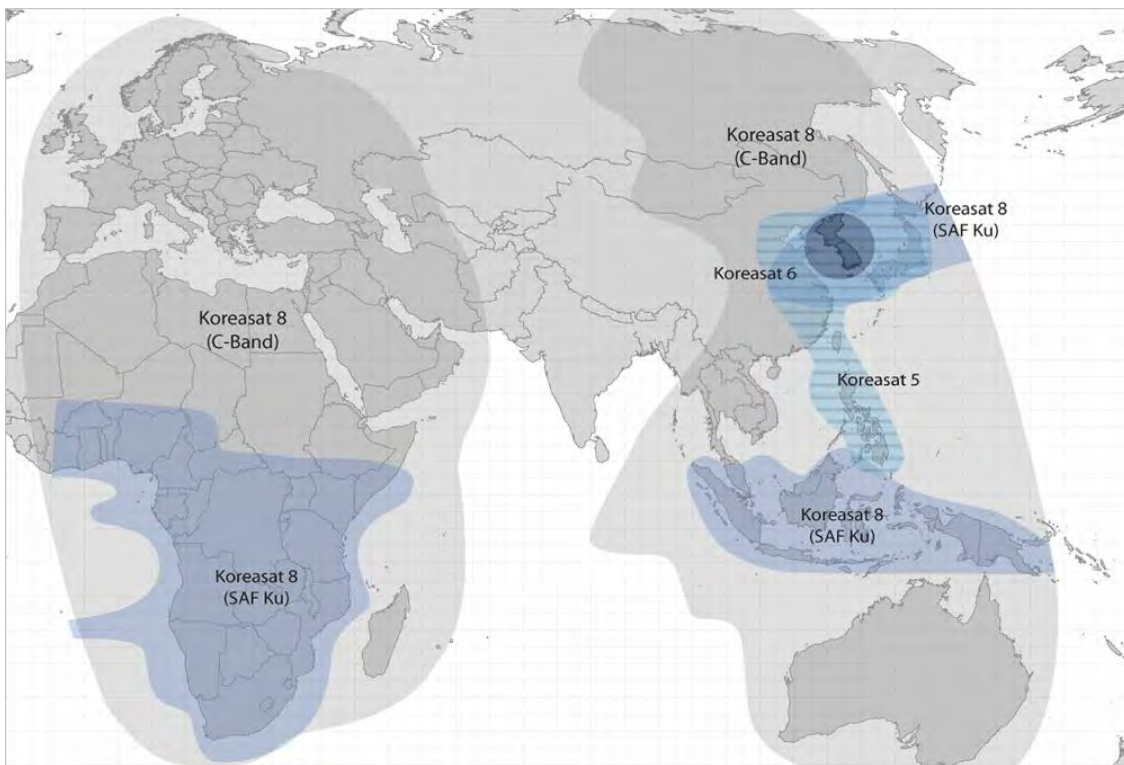 Koreasat 8
(C-Band)
Koreasat 8
(SAF Ku)
Koreasat 6
Koreasat 8
(C-Band)
Koreasat 5
Koreasat 8
(SAF Ku)
Koreasat 8
(SAF Ku)